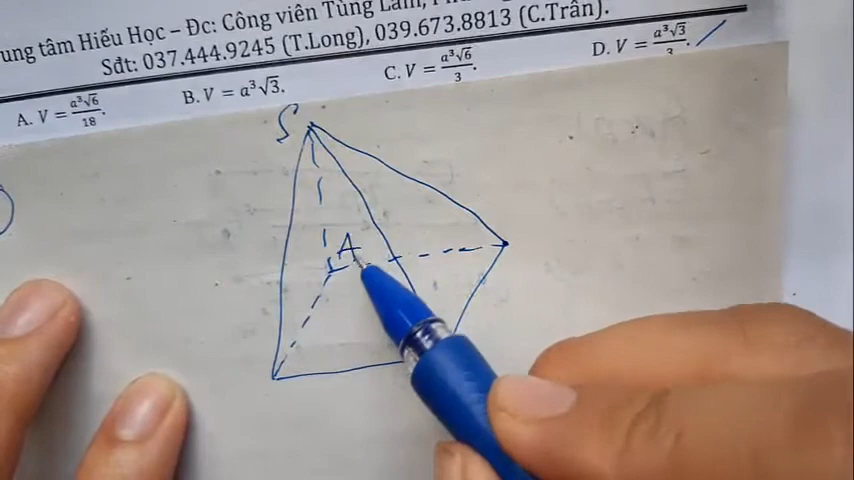 ung tâm Hiếu Học – Đc: Công viên Tùng Lâm,
Sđt: 037.444.9245 (T.Long), 039.673.8813 (C.Trân).
A. V = a³√6/18. B. V = a³√3. C. V = a³√6/3. D. V = a³√3/3.
S
A